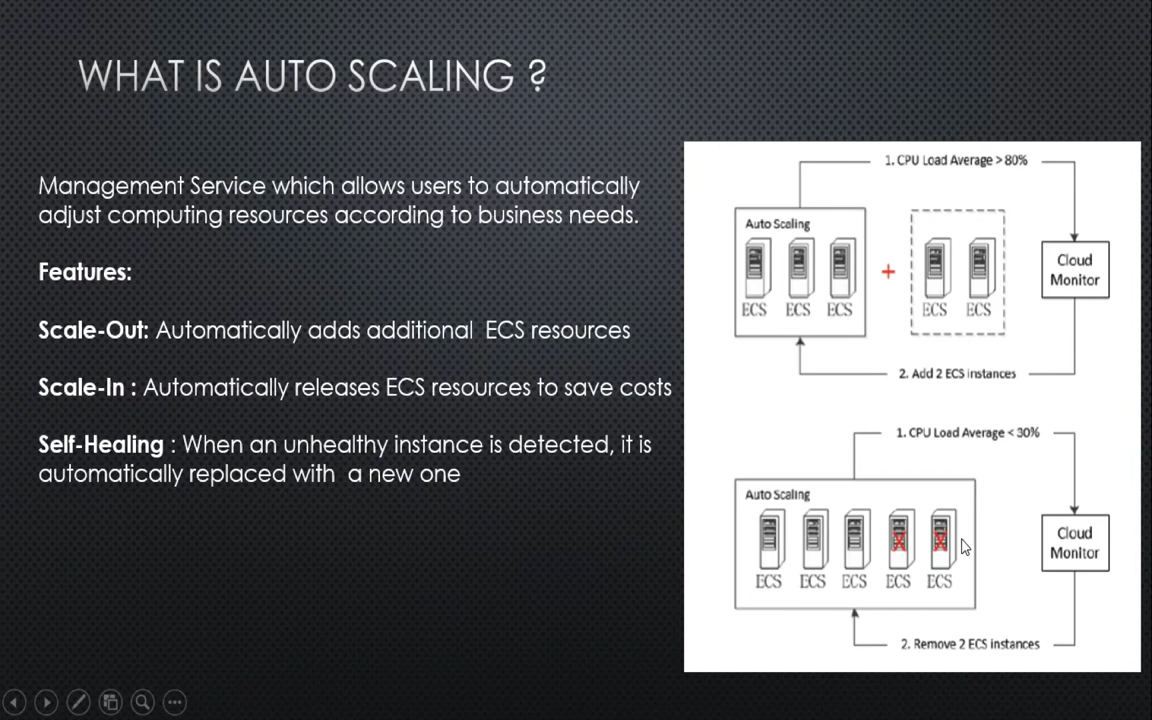 WHAT IS AUTO SCALING ?
Management Service which allows users to automatically
adjust computing resources according to business needs.
Features:
Scale-Out: Automatically adds additional ECS resources
Scale-In : Automatically releases ECS resources to save costs
Self-Healing : When an unhealthy instance is detected, it is
automatically replaced with a new one
1. CPU Load Average > 80%
Auto Scaling
ECS ECS ECS
+
ECS ECS
Cloud
Monitor
2. Add 2 ECS instances
1. CPU Load Average < 30%
Auto Scaling
ECS ECS ECS ECS ECS
Cloud
Monitor
2. Remove 2 ECS instances